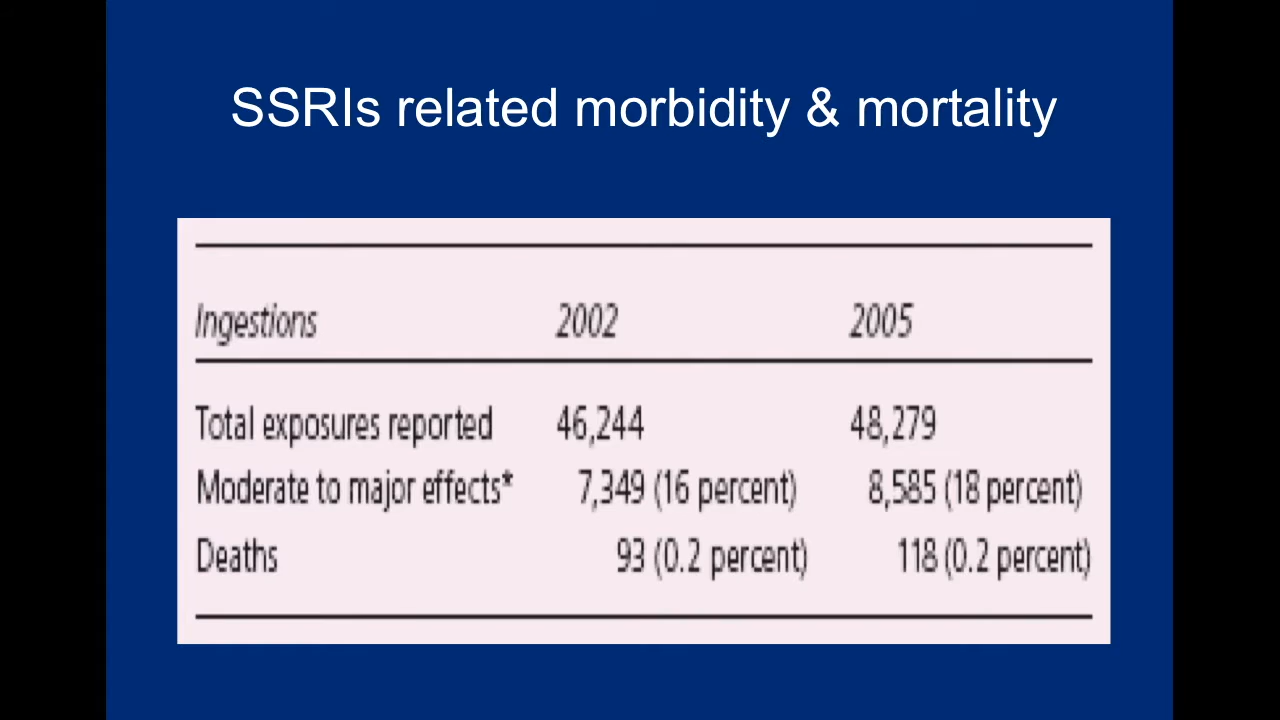 SSRIs related morbidity & mortality
Ingestions 2002 2005
Total exposures reported 46,244 48,279
Moderate to major effects* 7,349 (16 percent) 8,585 (18 percent)
Deaths 93 (0.2 percent) 118 (0.2 percent)